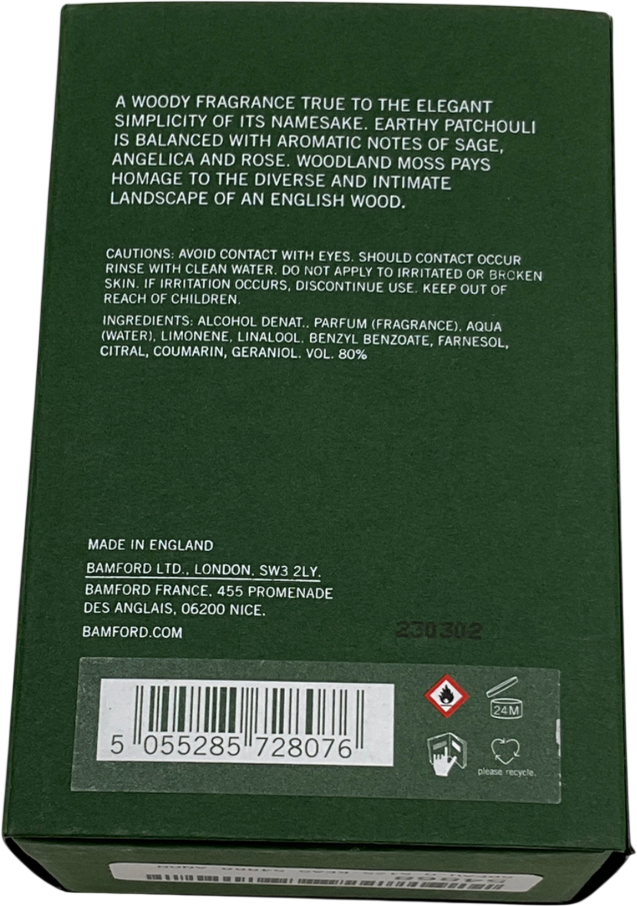 A WOODY FRAGRANCE TRUE TO THE ELEGANT
SIMPLICITY OF ITS NAMESAKE. EARTHY PATCHOULI
IS BALANCED WITH AROMATIC NOTES OF SAGE,
ANGELICA AND ROSE. WOODLAND MOSS PAYS
HOMAGE TO THE DIVERSE AND INTIMATE
LANDSCAPE OF AN ENGLISH WOOD.
CAUTIONS: AVOID CONTACT WITH EYES. SHOULD CONTACT OCCUR
RINSE WITH CLEAN WATER. DO NOT APPLY TO IRRITATED OR BROKEN
SKIN. IF IRRITATION OCCURS, DISCONTINUE USE. KEEP OUT OF
REACH OF CHILDREN.
INGREDIENTS: ALCOHOL DENAT., PARFUM (FRAGRANCE), AQUA
(WATER), LIMONENE, LINALOOL, BENZYL BENZOATE, FARNESOL,
CITRAL, COUMARIN, GERANIOL. VOL. 80%
MADE IN ENGLAND
BAMFORD LTD., LONDON, SW3 2LY.
BAMFORD FRANCE, 455 PROMENADE
DES ANGLAIS, 06200 NICE.
BAMFORD.COM
230302
5 055285 728076
24M
please recycle.